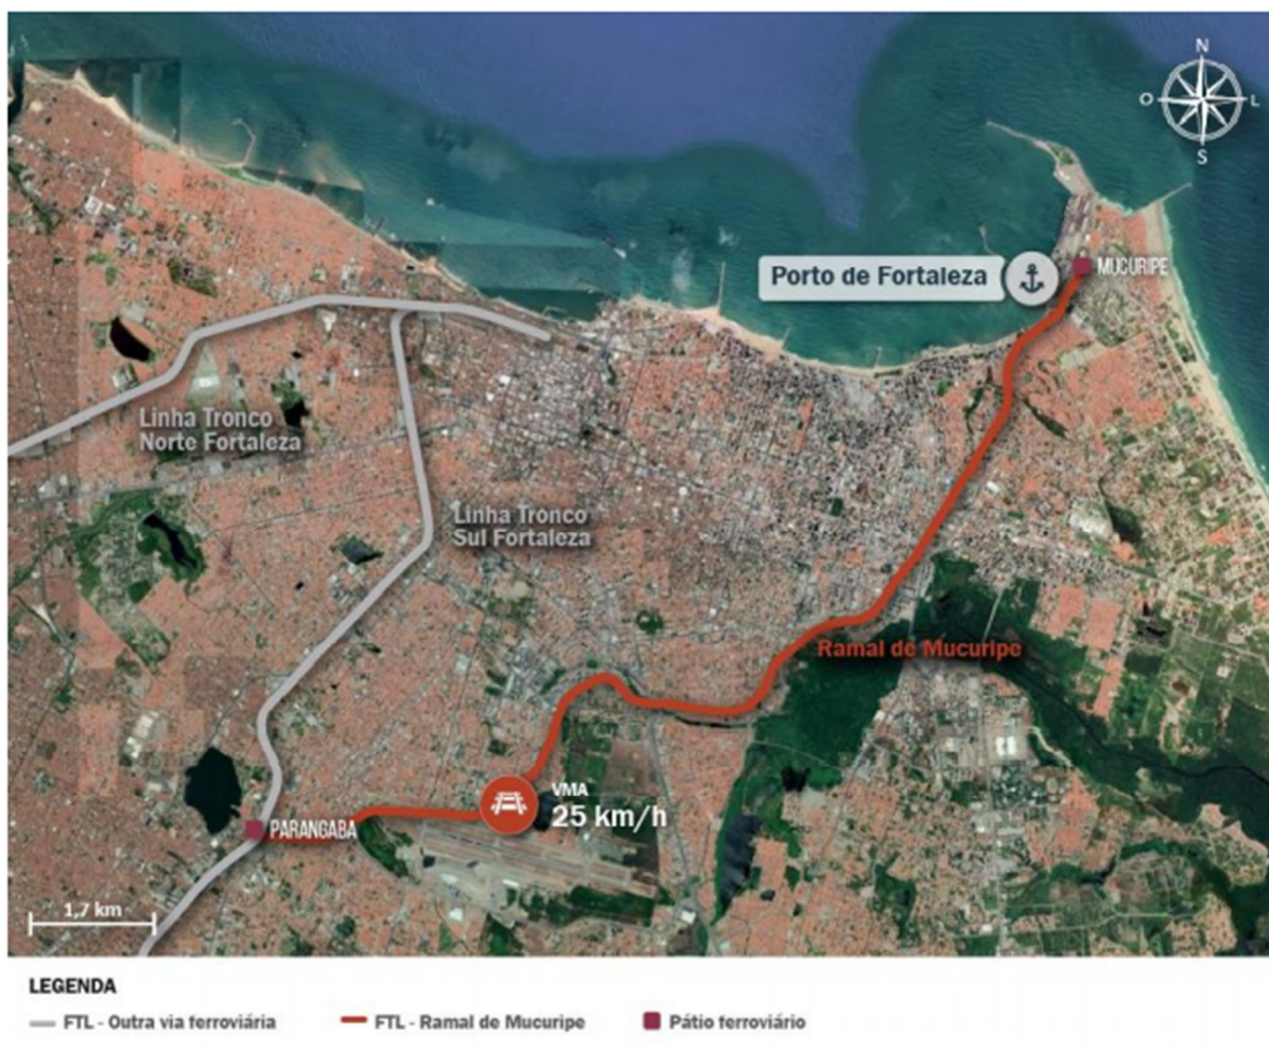 N
O
L
S
Porto de Fortaleza
MUCURIPE
Linha Tronco
Norte Fortaleza
Linha Tronco
Sul Fortaleza
Ramal de Mucuripe
VMA
25 km/h
PARANGABA
1,7 km
LEGENDA
FTL - Outra via ferroviária
FTL - Ramal de Mucuripe
Pátio ferroviário